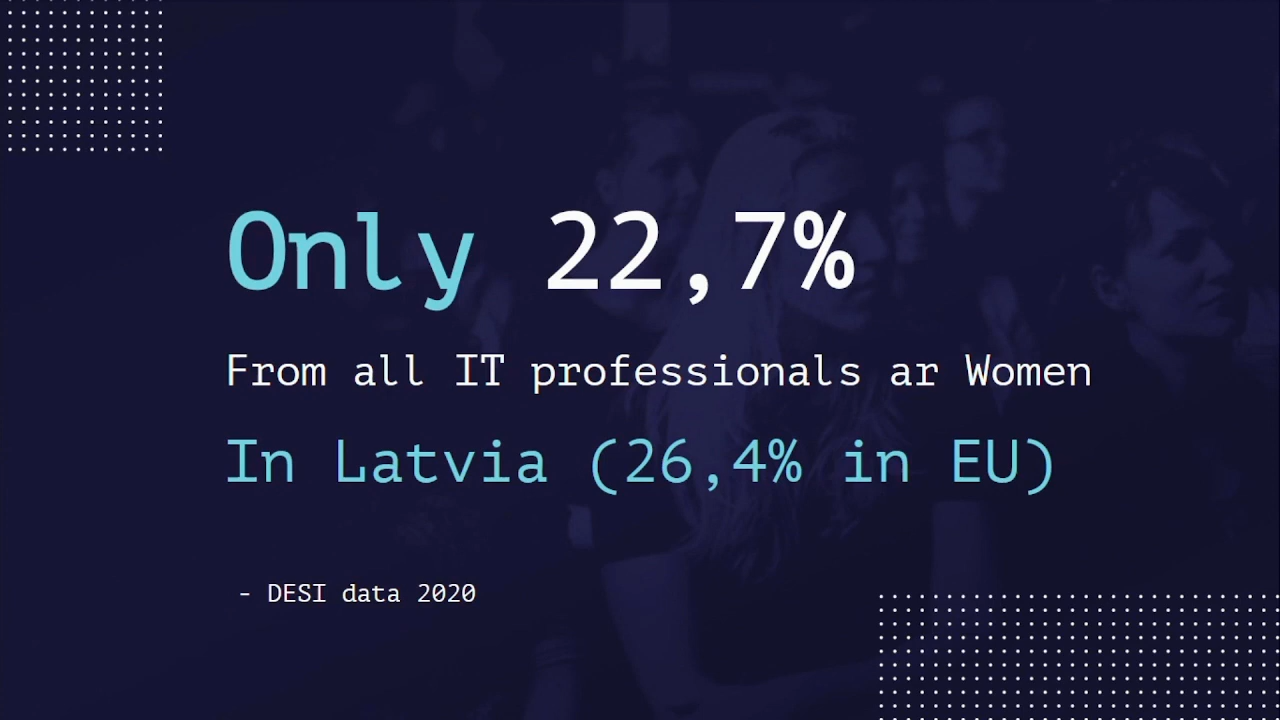 Only 22,7%
From all IT professionals ar Women
In Latvia (26,4% in EU)
- DESI data 2020